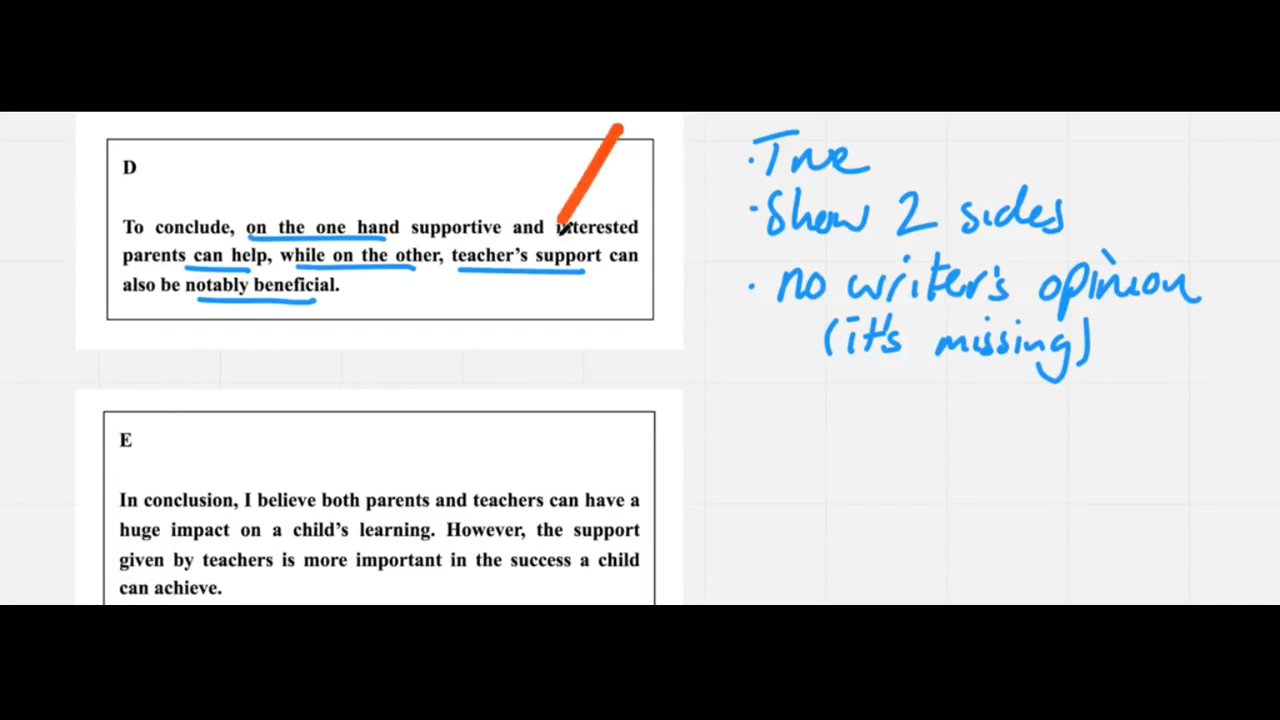 D
To conclude, on the one hand supportive and interested
parents can help, while on the other, teacher's support can
also be notably beneficial.
· True
· Show 2 sides
· no writer's opinion
(it's missing)
E
In conclusion, I believe both parents and teachers can have a
huge impact on a child's learning. However, the support
given by teachers is more important in the success a child
can achieve.